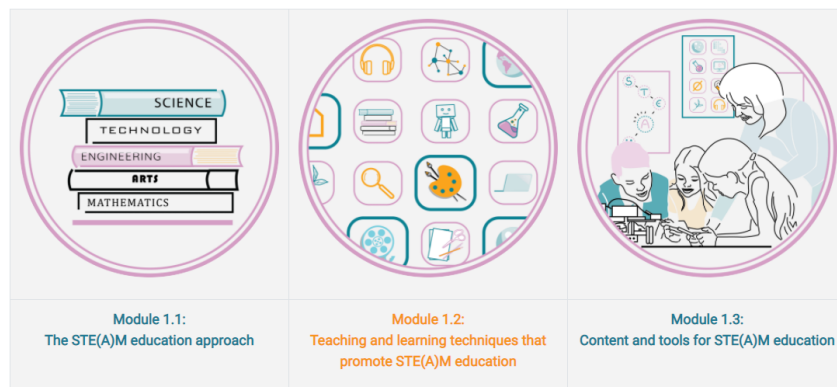 SCIENCE
TECHNOLOGY
ENGINEERING
ARTS
MATHEMATICS
S
T
E
A
Module 1.1:
The STE(A)M education approach
Module 1.2:
Teaching and learning techniques that
promote STE(A)M education
Module 1.3:
Content and tools for STE(A)M education